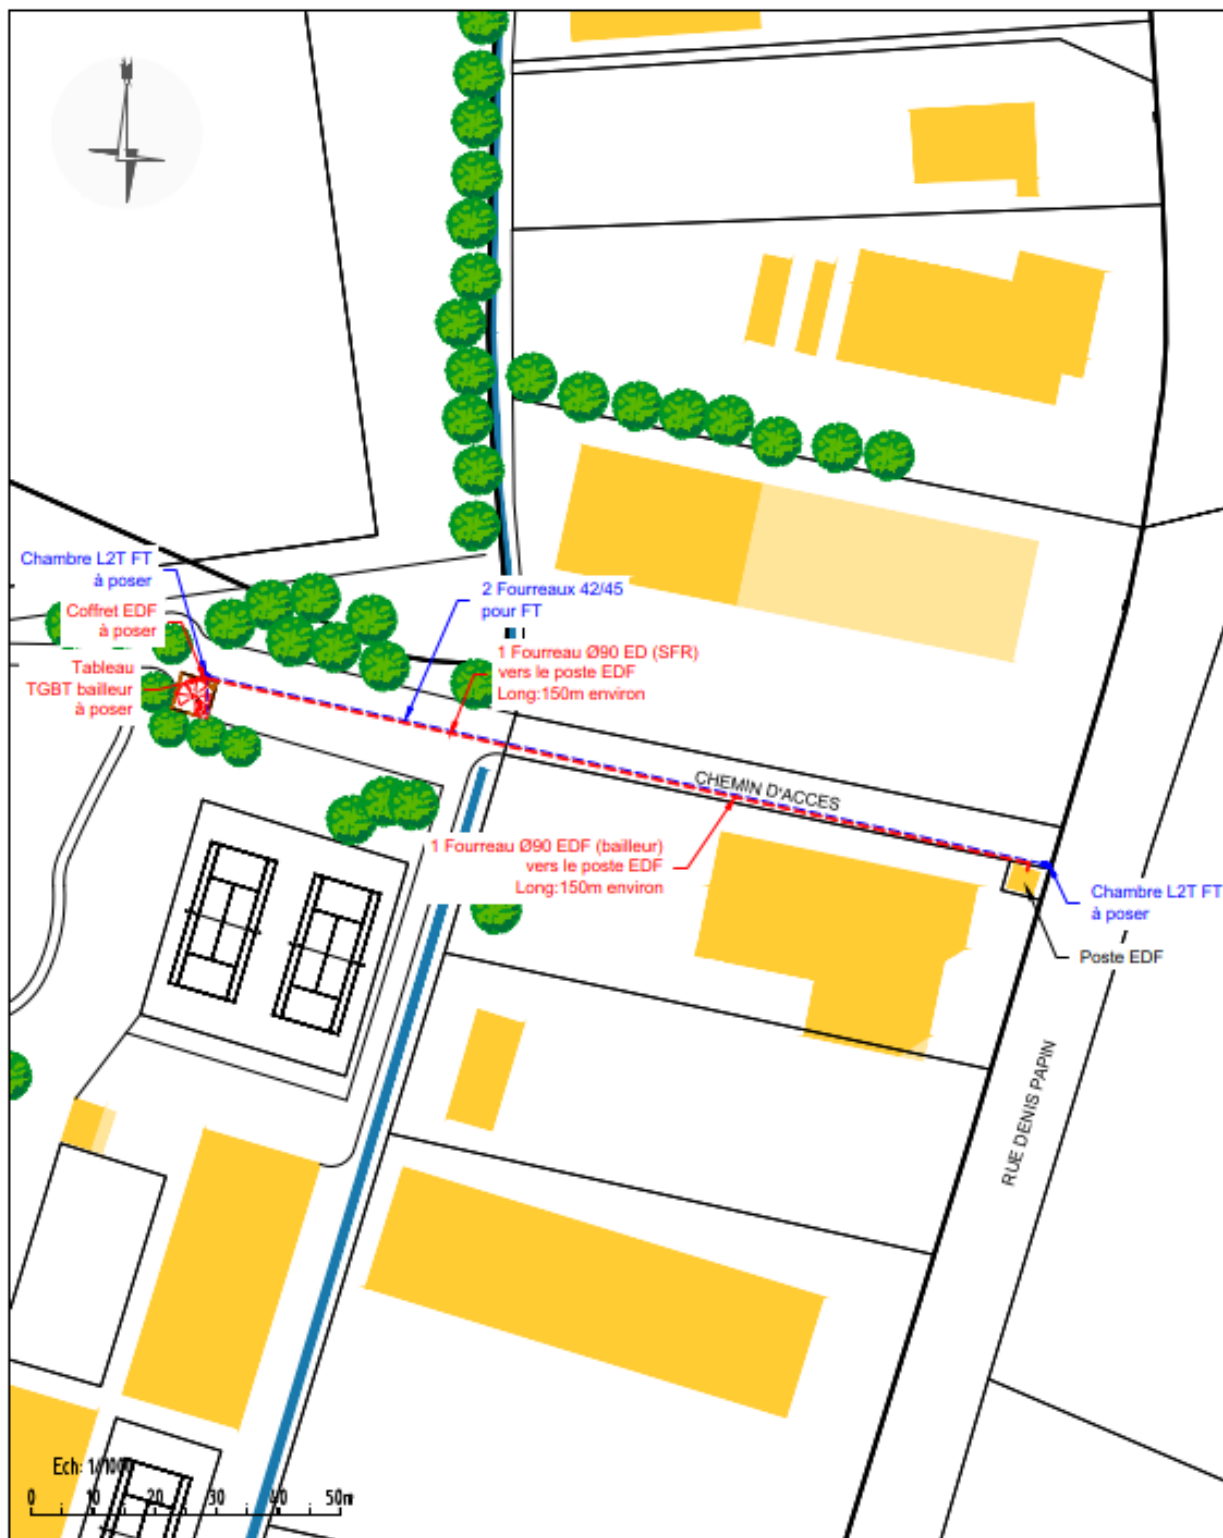 N
Chambre L2T FT
à poser
Coffret EDF
à poser
Tableau
TGBT bailleur
à poser
2 Fourreaux 42/45
pour FT
1 Fourreau Ø90 ED (SFR)
vers le poste EDF
Long:150m environ
CHEMIN D'ACCES
1 Fourreau Ø90 EDF (bailleur)
vers le poste EDF
Long:150m environ
Chambre L2T FT
à poser
Poste EDF
RUE DENIS PAPIN
Ech: 1/1000
0 10 20 30 40 50m